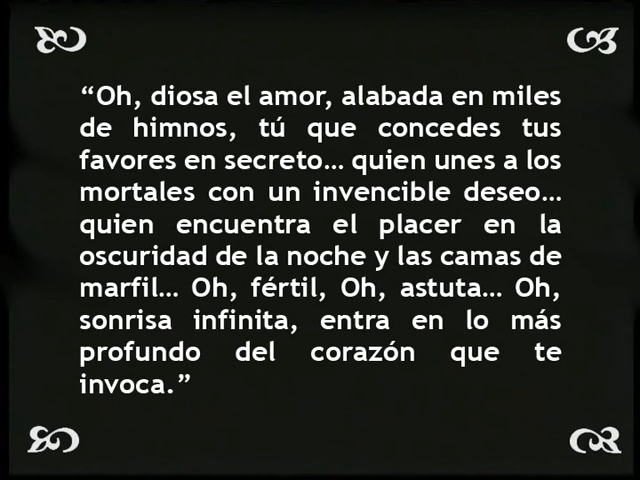 “Oh, diosa el amor, alabada en miles
de himnos, tú que concedes tus
favores en secreto... quien unes a los
mortales con un invencible deseo...
quien encuentra el placer en la
oscuridad de la noche y las camas de
marfil... Oh, fértil, Oh, astuta... Oh,
sonrisa infinita, entra en lo más
profundo del corazón que te
invoca.”